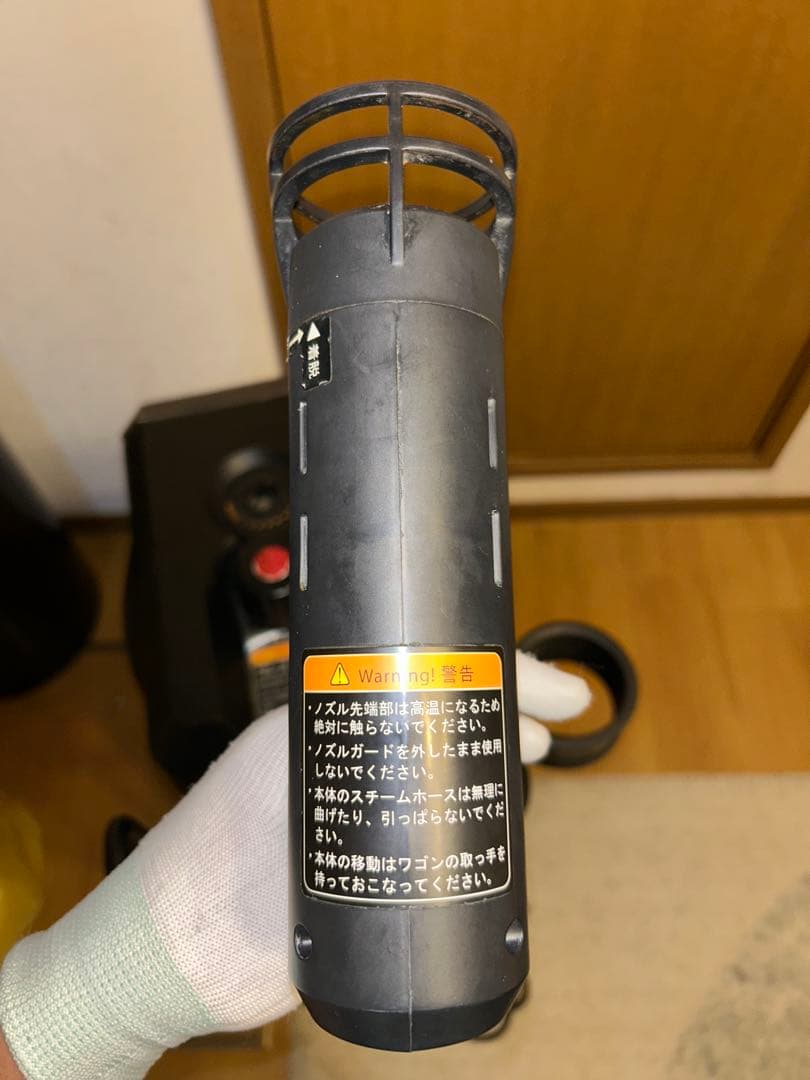 ▲着脱
Warning! 警告
・ノズル先端部は高温になるため
絶対に触らないでください。
・ノズルガードを外したまま使用
しないでください。
・本体のスチームホースは無理に
曲げたり、引っぱらないでくだ
さい。
・本体の移動はワゴンの取っ手を
持っておこなってください。